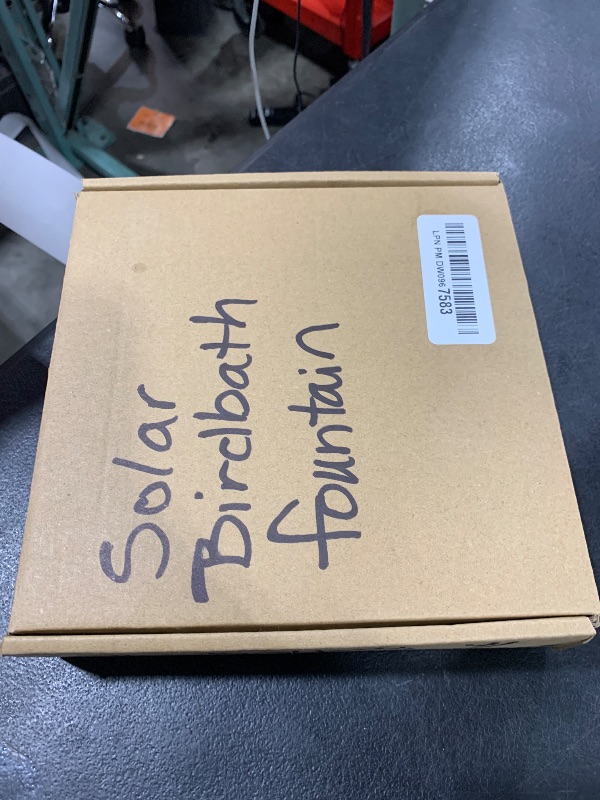 Solar
Birdbath
fountain
LPN PM DW096 7583